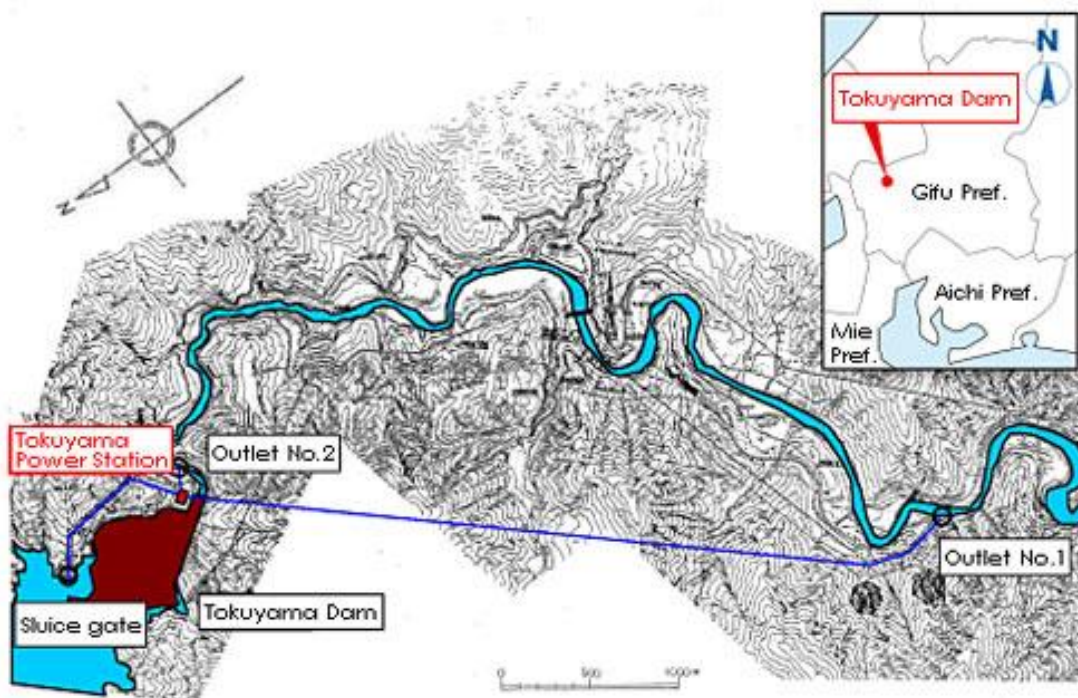 N
Tokuyama Dam
Gifu Pref.
Aichi Pref.
Mie
Pref.
N
Tokuyama
Power Station
Outlet No.2
Outlet No.1
Sluice gate
Tokuyama Dam
0
500
1000 m